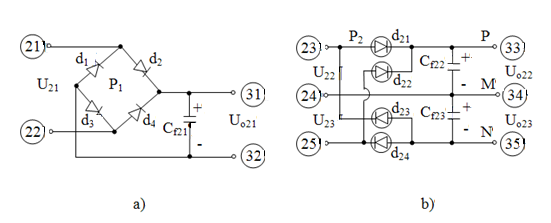 21
d1
d2
U21
P1
31
+
Cf21
Uo21
-
d3
d4
22
32
a)
23
P2
d21
P
33
Cf22
+
U22
d22
Uo22
-
M
24
34
U23
d23
Cf23
+
Uo23
-
N
25
d24
35
b)